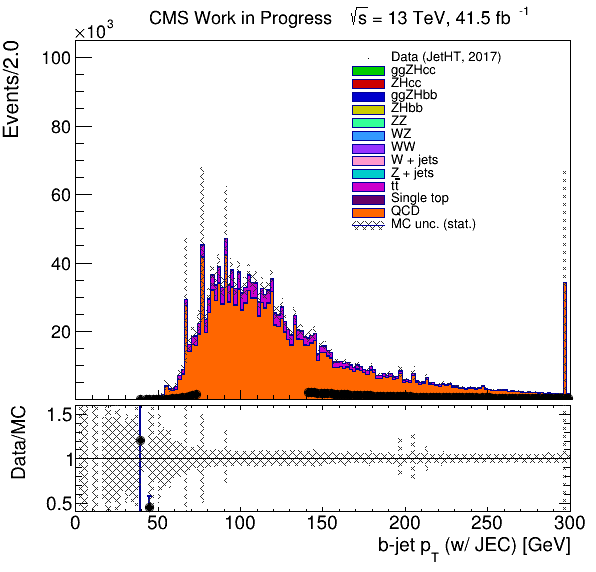 CMS Work in Progress √s = 13 TeV, 41.5 fb⁻¹
×10³
Events/2.0
100
80
60
40
20
Data (JetHT, 2017)
ggZHcc
ZHcc
ggZHbb
ZHbb
ZZ
WZ
WW
W + jets
Z + jets
tt̄
Single top
QCD
MC unc. (stat.)
Data/MC
1.5
1
0.5
0 50 100 150 200 250 300
b-jet p_T (w/ JEC) [GeV]